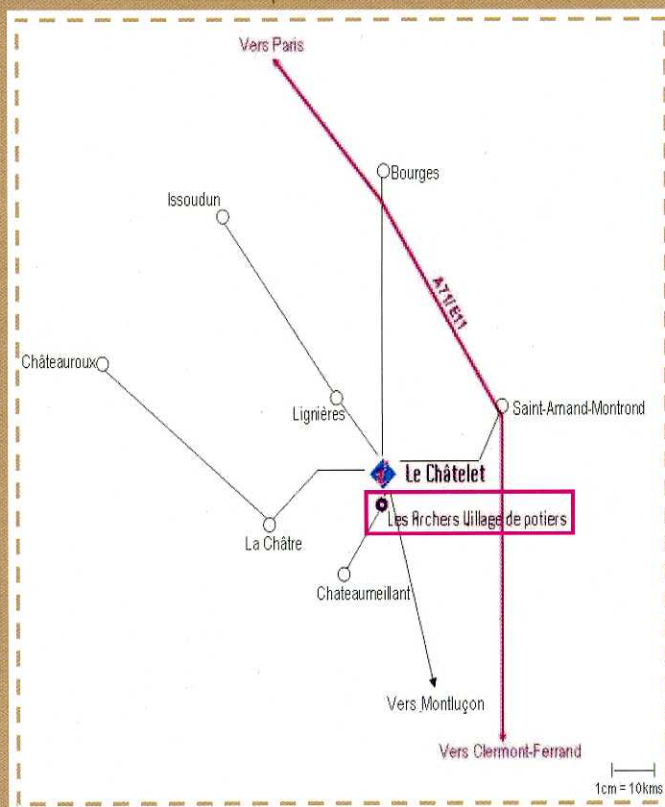 Vers Paris
Bourges
Issoudun
A71/E11
Châteauroux
Lignières
Saint-Amand-Montrond
Le Châtelet
Les Archers Village de potiers
La Châtre
Chateaumeillant
Vers Montluçon
Vers Clermont-Ferrand
1cm = 10kms